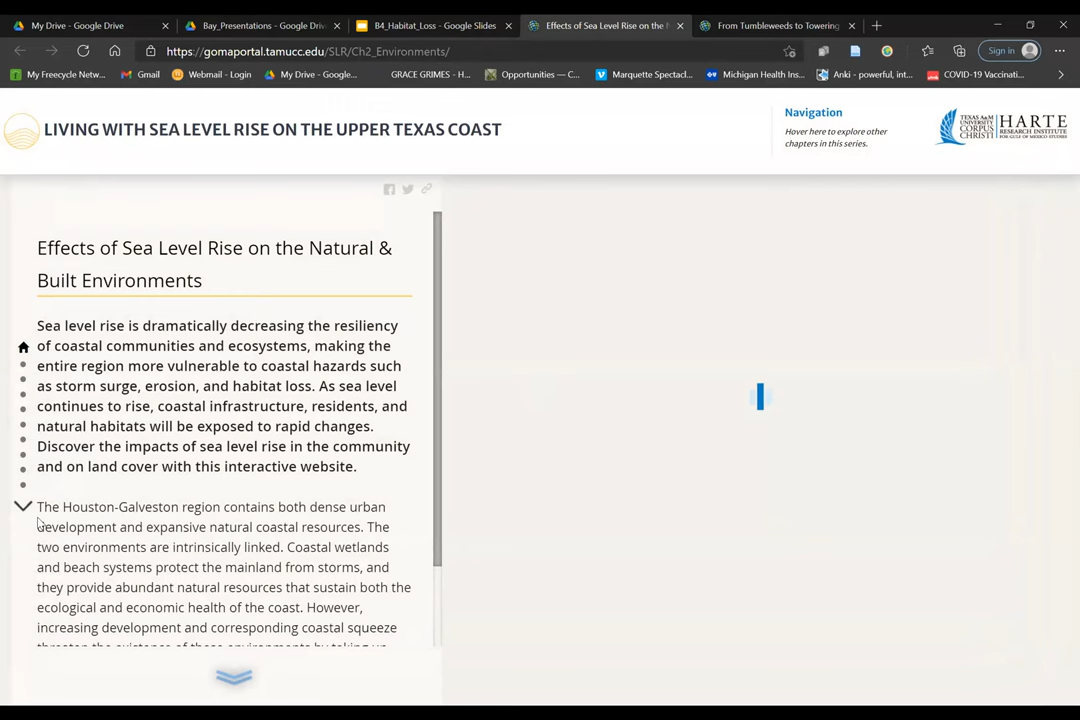 My Drive - Google Drive
Bay_Presentations - Google Driv
B4_Habitat_Loss - Google Slides
Effects of Sea Level Rise on the N
From Tumbleweeds to Towering
https://gomaportal.tamucc.edu/SLR/Ch2_Environments/
Sign in
My Freecycle Netw...
Gmail
Webmail - Login
My Drive - Google...
GRACE GRIMES - H...
Opportunities — C...
Marquette Spectacl...
Michigan Health Ins...
Anki - powerful, int...
COVID-19 Vaccinati...
LIVING WITH SEA LEVEL RISE ON THE UPPER TEXAS COAST
Navigation
Hover here to explore other
chapters in this series.
TEXAS A&M
UNIVERSITY
CORPUS
CHRISTI
HARTE
RESEARCH INSTITUTE
FOR GULF OF MEXICO STUDIES
Effects of Sea Level Rise on the Natural &
Built Environments
Sea level rise is dramatically decreasing the resiliency
of coastal communities and ecosystems, making the
entire region more vulnerable to coastal hazards such
as storm surge, erosion, and habitat loss. As sea level
continues to rise, coastal infrastructure, residents, and
natural habitats will be exposed to rapid changes.
Discover the impacts of sea level rise in the community
and on land cover with this interactive website.
The Houston-Galveston region contains both dense urban
development and expansive natural coastal resources. The
two environments are intrinsically linked. Coastal wetlands
and beach systems protect the mainland from storms, and
they provide abundant natural resources that sustain both the
ecological and economic health of the coast. However,
increasing development and corresponding coastal squeeze
threaten the existence of these environments by taking up